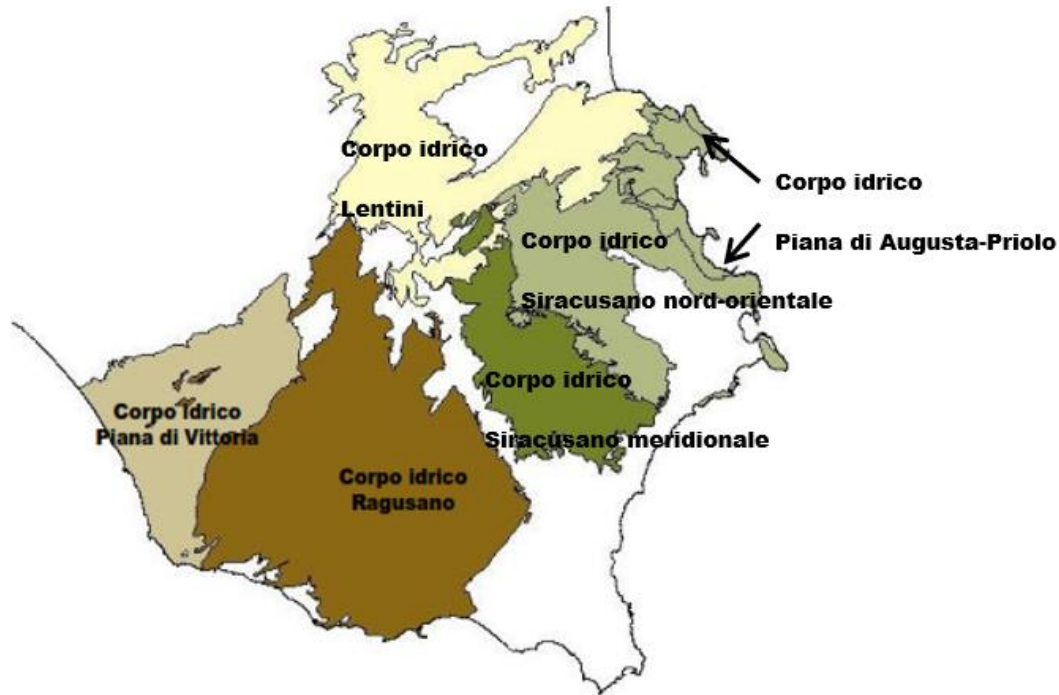 Corpo idrico
Lentini
Corpo idrico
Piana di Augusta-Priolo
Corpo idrico
Siracusano nord-orientale
Corpo idrico
Siracusano meridionale
Corpo idrico
Piana di Vittoria
Corpo idrico
Ragusano